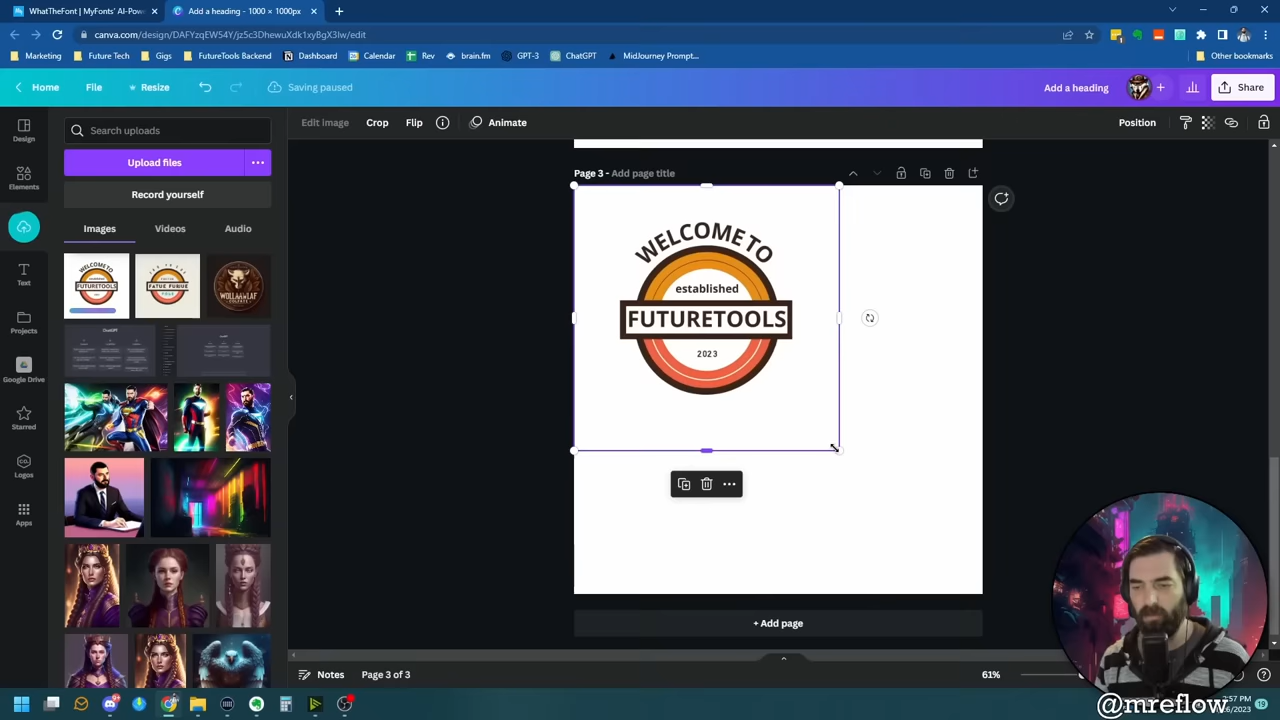 WhatTheFont | MyFonts' AI-Pow
Add a heading - 1000 × 1000px
canva.com/design/DAFYzqEW54Y/jz5c3DhewuXdk1xyBgX3Iw/edit
Marketing
Future Tech
Gigs
FutureTools Backend
Dashboard
Calendar
Rev
brain.fm
GPT-3
ChatGPT
MidJourney Prompt...
Other bookmarks
Home
File
Resize
Saving paused
Add a heading
Share
Design
Elements
Text
Projects
Google Drive
Starred
Logos
Apps
Search uploads
Upload files
Record yourself
Images
Videos
Audio
Edit image
Crop
Flip
Animate
Position
Page 3 - Add page title
WELCOME TO
established
FUTURETOOLS
2023
+ Add page
Notes
Page 3 of 3
61%
@mreflow